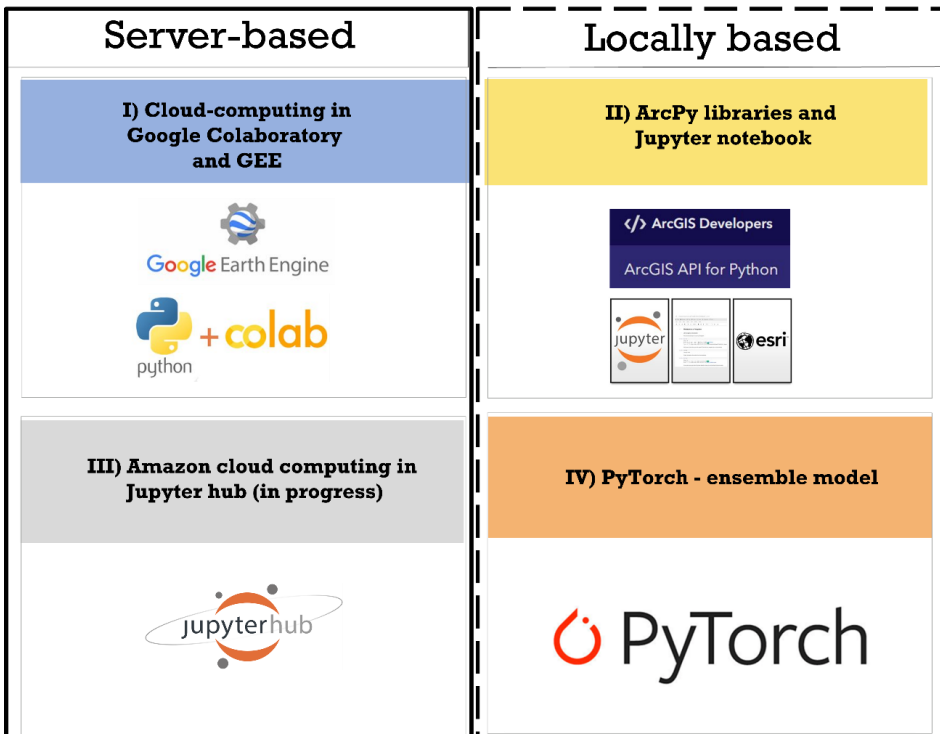 Server-based
Locally based
I) Cloud-computing in
Google Colaboratory
and GEE
Google Earth Engine
+ colab
python
II) ArcPy libraries and
Jupyter notebook
</> ArcGIS Developers
ArcGIS API for Python
jupyter
esri
III) Amazon cloud computing in
Jupyter hub (in progress)
jupyterhub
IV) PyTorch - ensemble model
PyTorch